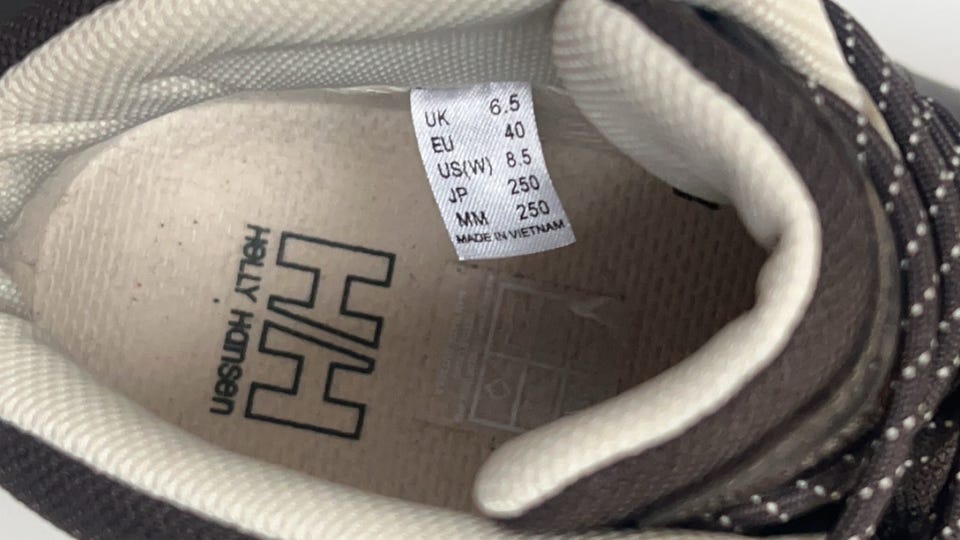 UK 6.5
EU 40
US(W) 8.5
JP 250
MM 250
MADE IN VIETNAM
HELLY HANSEN